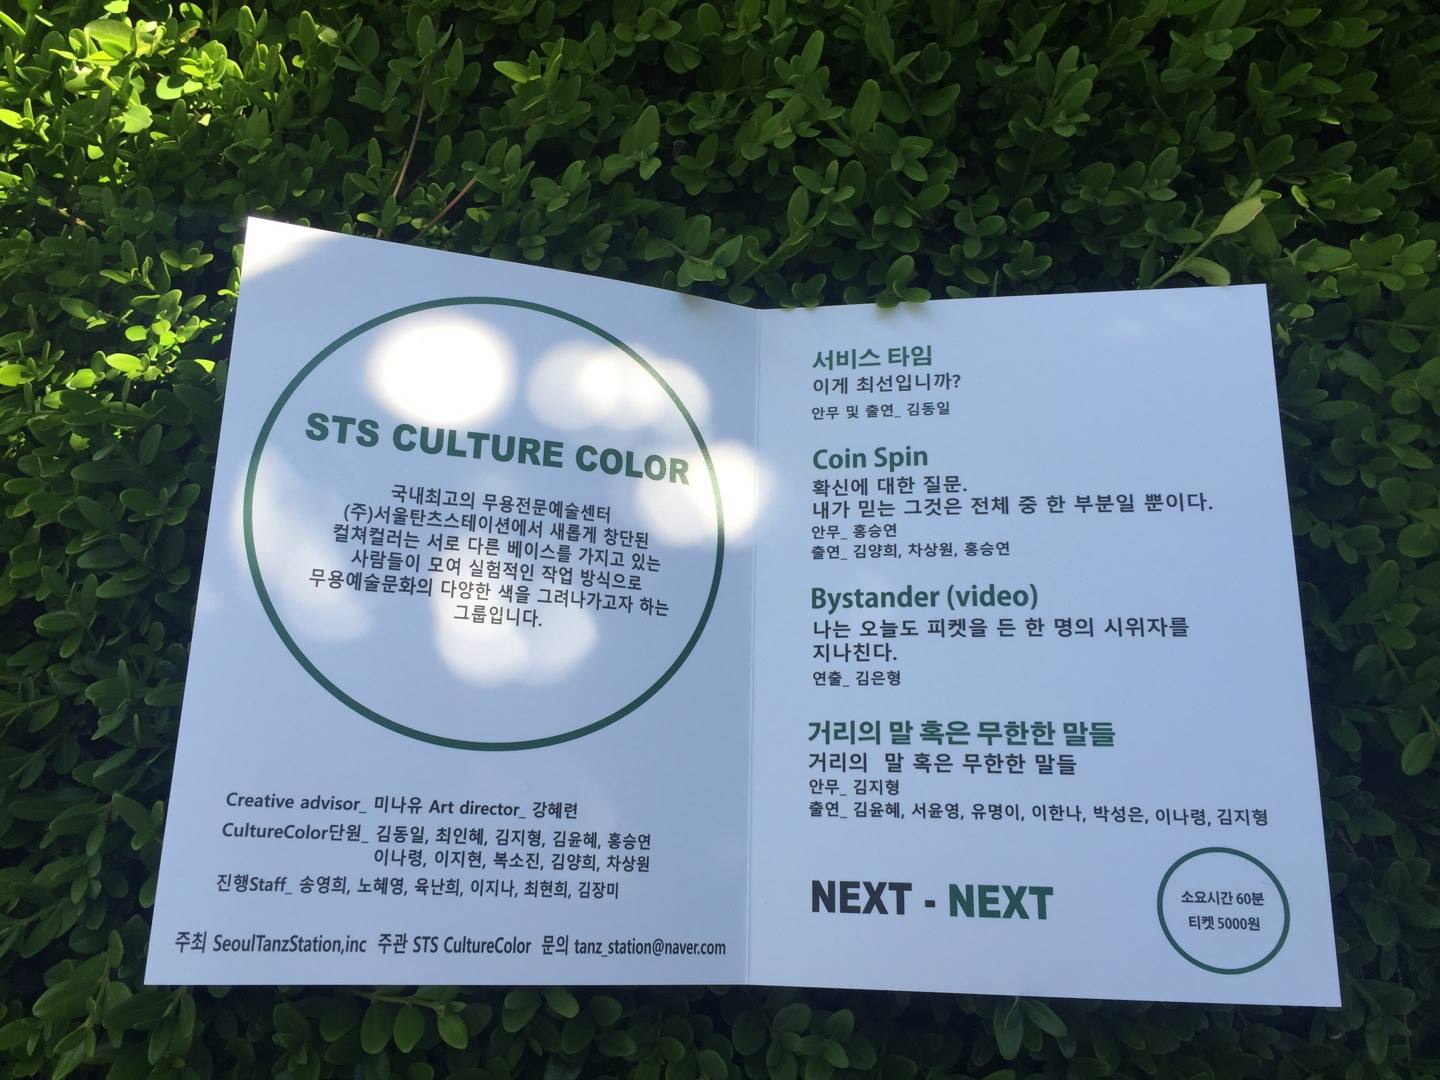 STS CULTURE COLOR
국내최고의 무용전문예술센터
(주)서울탄츠스테이션에서 새롭게 창단된
컬쳐컬러는 서로 다른 베이스를 가지고 있는
사람들이 모여 실험적인 작업 방식으로
무용예술문화의 다양한 색을 그려나가고자 하는
그룹입니다.
Creative advisor_ 미나유 Art director_ 강혜련
CultureColor단원_ 김동일, 최인혜, 김지형, 김윤혜, 홍승연
이나령, 이지현, 복소진, 김양희, 차상원
진행Staff_ 송영희, 노혜영, 육난희, 이지나, 최현희, 김장미
주최 SeoulTanzStation,inc 주관 STS CultureColor 문의 tanz_station@naver.com
서비스 타임
이게 최선입니까?
안무 및 출연_ 김동일
Coin Spin
확신에 대한 질문.
내가 믿는 그것은 전체 중 한 부분일 뿐이다.
안무_ 홍승연
출연_ 김양희, 차상원, 홍승연
Bystander (video)
나는 오늘도 피켓을 든 한 명의 시위자를
지나친다.
연출_ 김은형
거리의 말 혹은 무한한 말들
거리의 말 혹은 무한한 말들
안무_ 김지형
출연_ 김윤혜, 서윤영, 유명이, 이한나, 박성은, 이나령, 김지형
NEXT - NEXT
소요시간 60분
티켓 5000원